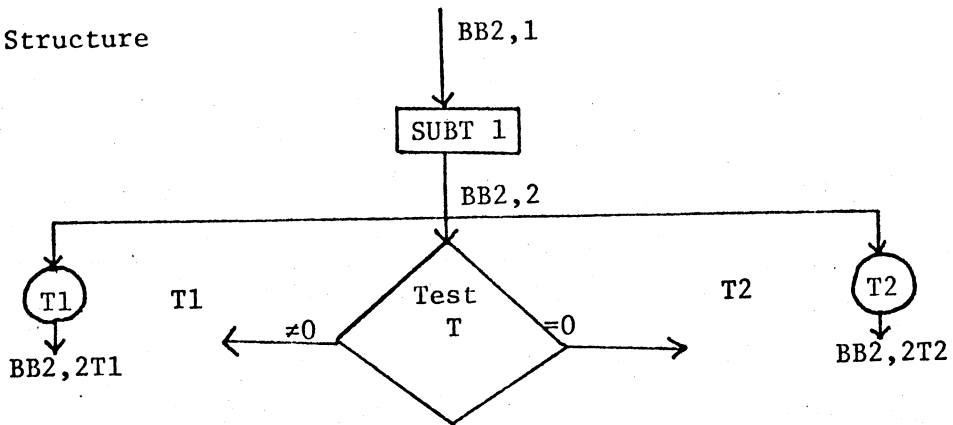 Structure
BB2,1
SUBT 1
BB2,2
T1
T1
Test
T
T2
T2
≠0
=0
BB2,2T1
BB2,2T2